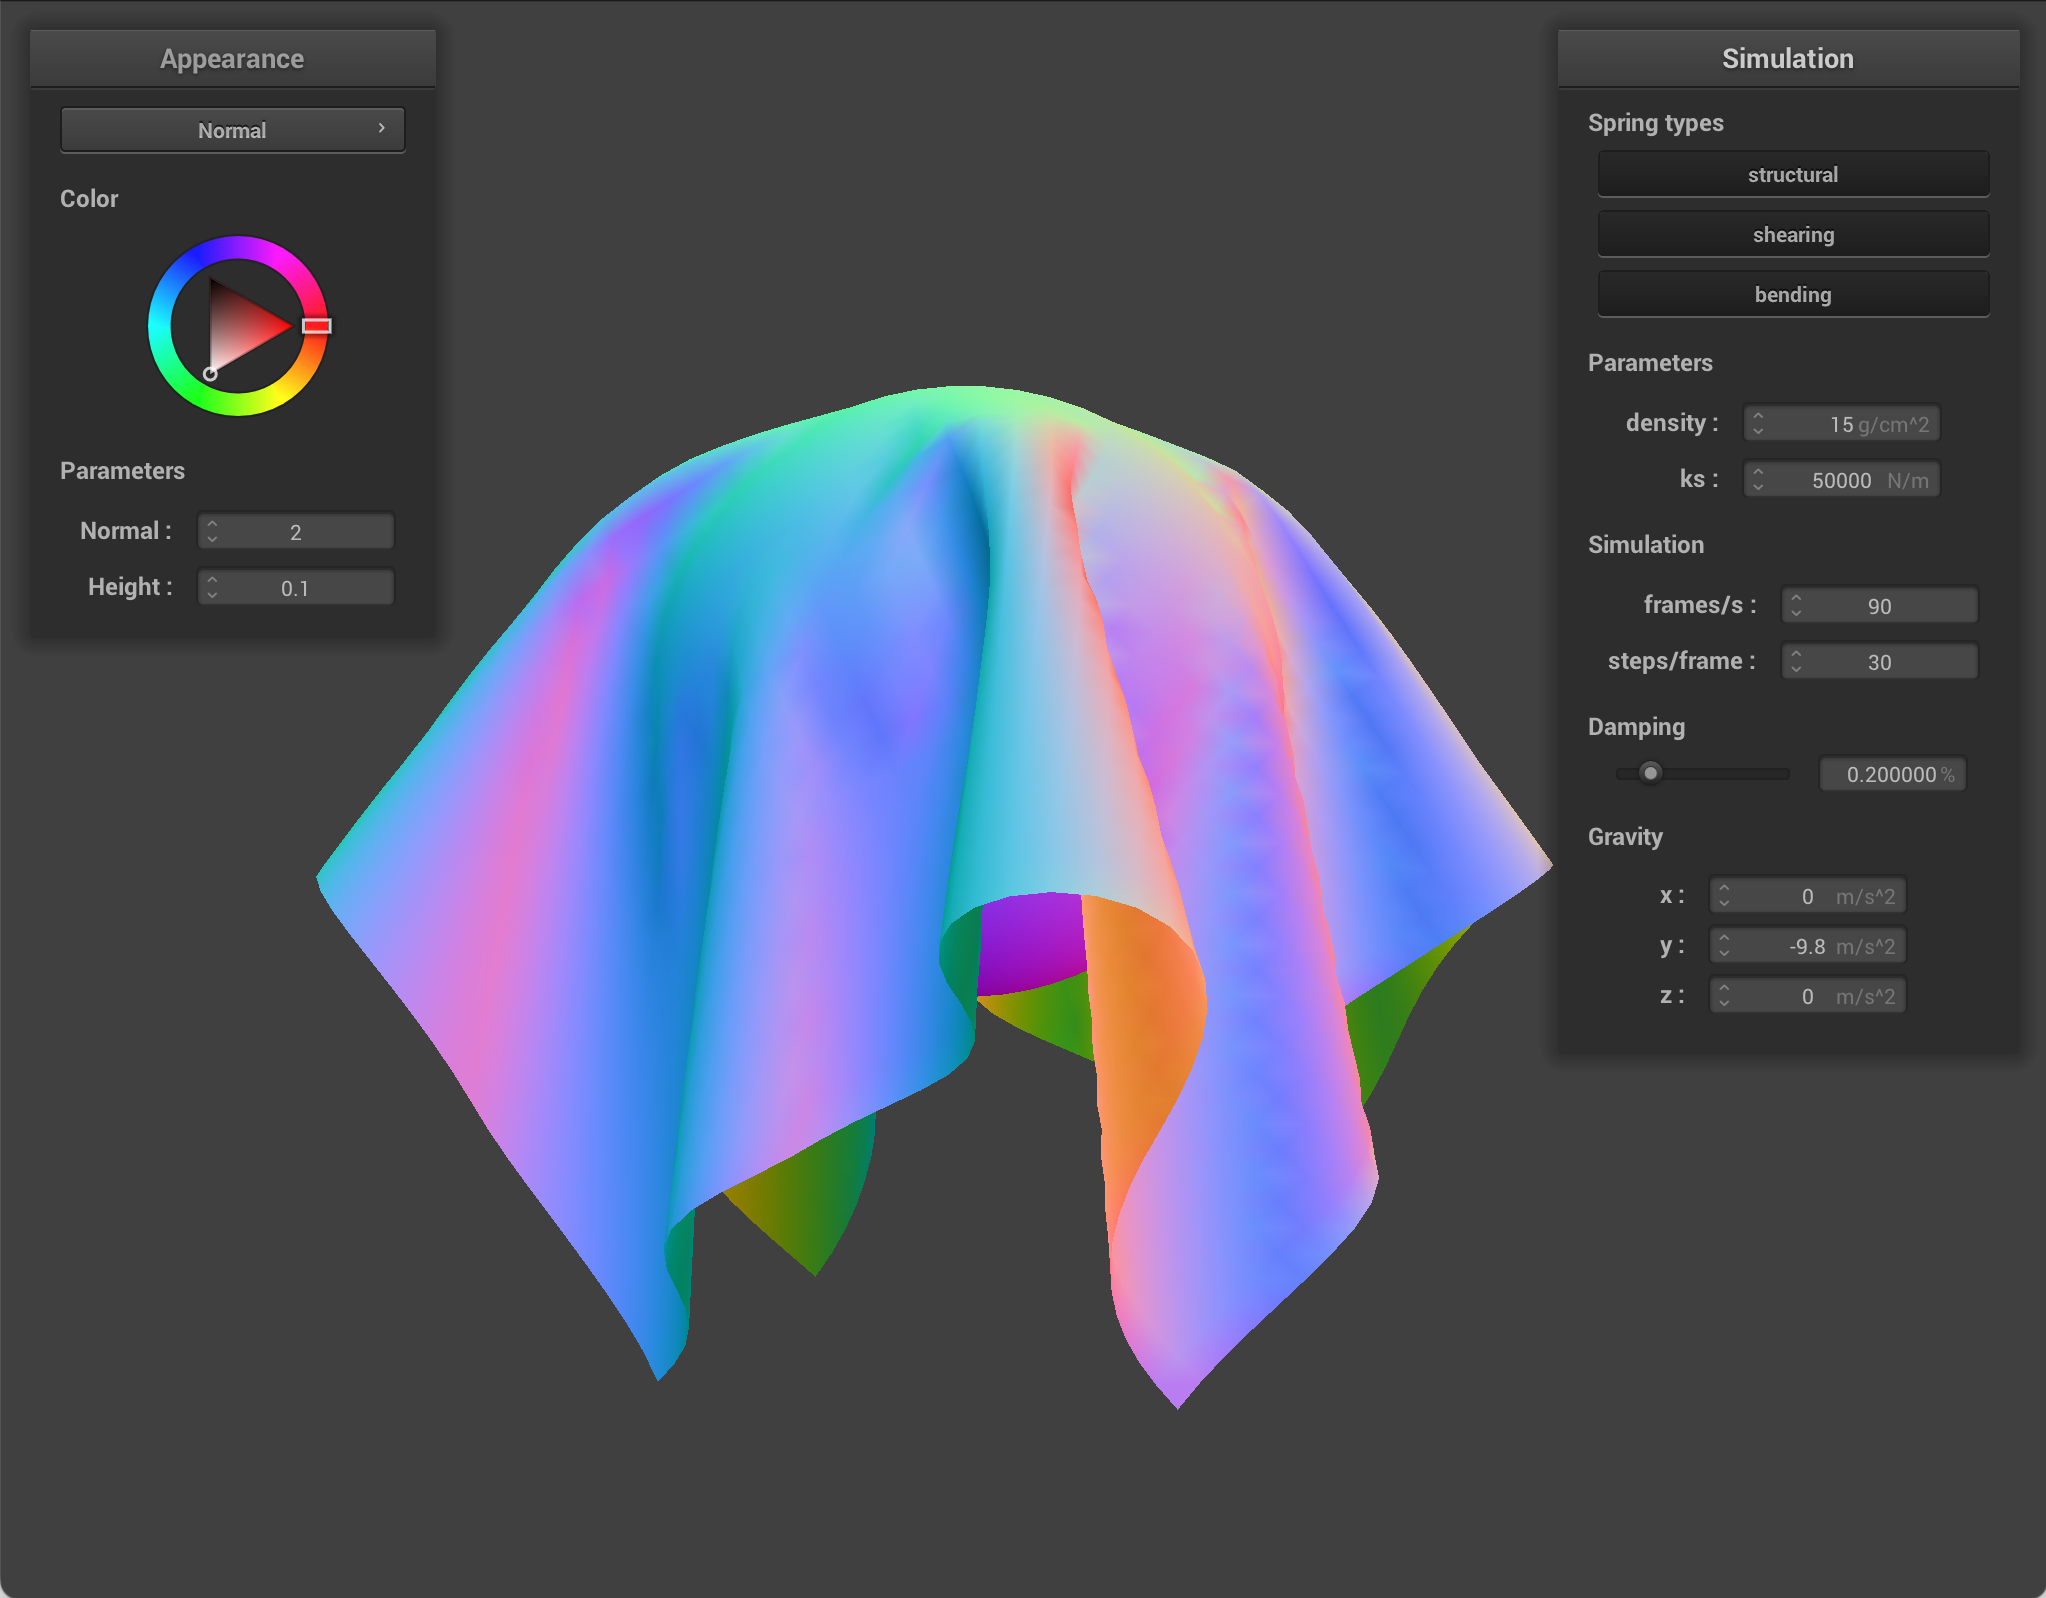 Appearance
Normal
Color
Parameters
Normal : 2
Height : 0.1
Simulation
Spring types
structural
shearing
bending
Parameters
density : 15 g/cm^2
ks : 50000 N/m
Simulation
frames/s : 90
steps/frame : 30
Damping
0.200000 %
Gravity
x : 0 m/s^2
y : -9.8 m/s^2
z : 0 m/s^2